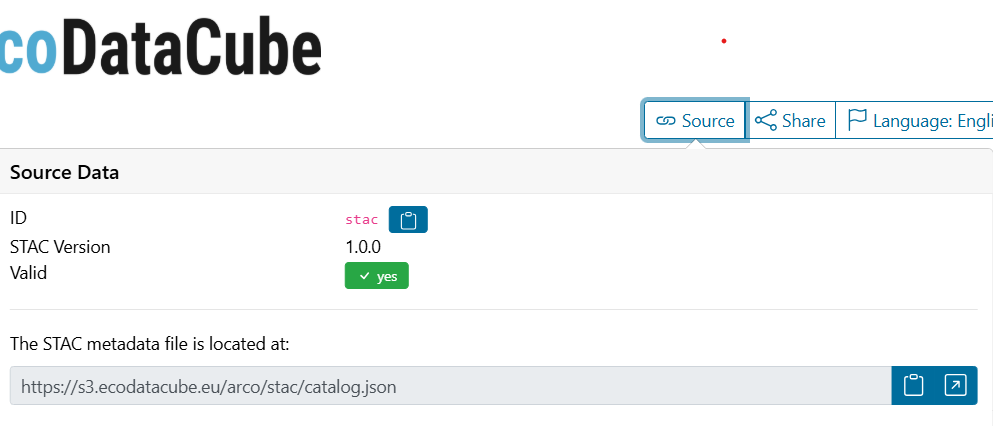 coDataCube
Source
Share
Language: Engli
Source Data
ID
stac
STAC Version
1.0.0
Valid
yes
The STAC metadata file is located at:
https://s3.ecodatacube.eu/arco/stac/catalog.json